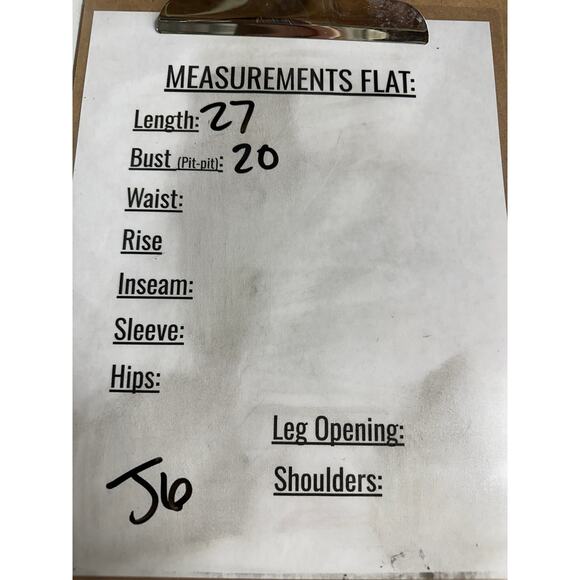 MEASUREMENTS FLAT:
Length: 27
Bust (Pit-pit): 20
Waist:
Rise
Inseam:
Sleeve:
Hips:
Leg Opening:
Shoulders:
J6